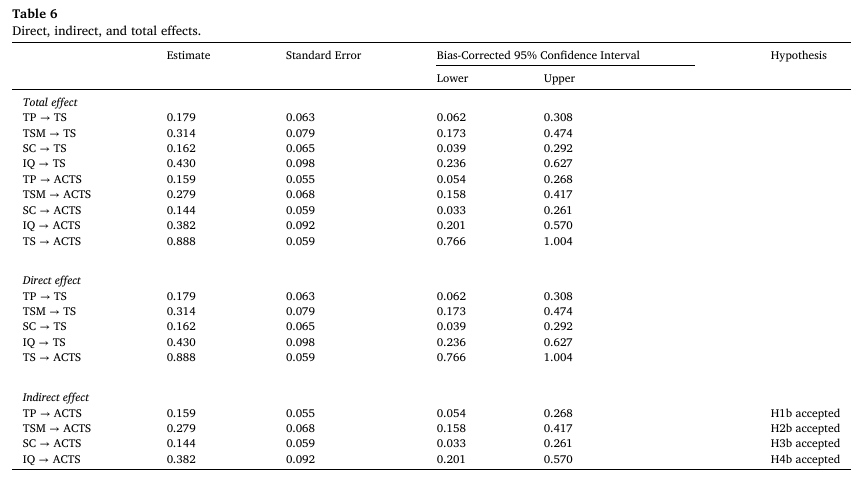 Table 6
Direct, indirect, and total effects.
Estimate Standard Error Bias-Corrected 95% Confidence Interval Hypothesis
Lower Upper
Total effect
TP → TS 0.179 0.063 0.062 0.308
TSM → TS 0.314 0.079 0.173 0.474
SC → TS 0.162 0.065 0.039 0.292
IQ → TS 0.430 0.098 0.236 0.627
TP → ACTS 0.159 0.055 0.054 0.268
TSM → ACTS 0.279 0.068 0.158 0.417
SC → ACTS 0.144 0.059 0.033 0.261
IQ → ACTS 0.382 0.092 0.201 0.570
TS → ACTS 0.888 0.059 0.766 1.004
Direct effect
TP → TS 0.179 0.063 0.062 0.308
TSM → TS 0.314 0.079 0.173 0.474
SC → TS 0.162 0.065 0.039 0.292
IQ → TS 0.430 0.098 0.236 0.627
TS → ACTS 0.888 0.059 0.766 1.004
Indirect effect
TP → ACTS 0.159 0.055 0.054 0.268 H1b accepted
TSM → ACTS 0.279 0.068 0.158 0.417 H2b accepted
SC → ACTS 0.144 0.059 0.033 0.261 H3b accepted
IQ → ACTS 0.382 0.092 0.201 0.570 H4b accepted